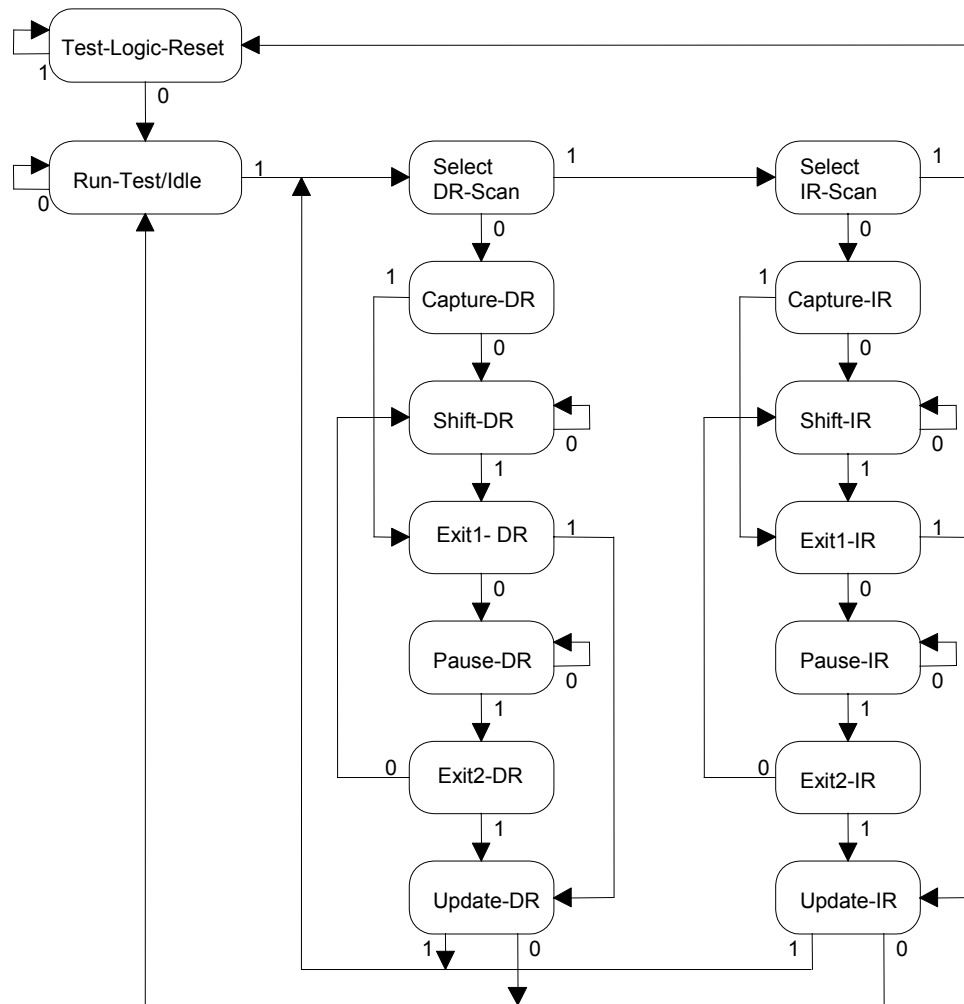 Test-Logic-Reset
1
0
Run-Test/Idle
0
1
Select
DR-Scan
1
0
Select
IR-Scan
1
0
1
Capture-DR
0
1
Capture-IR
0
Shift-DR
0
1
Shift-IR
0
1
Exit1- DR
1
0
Exit1-IR
1
0
Pause-DR
0
1
Pause-IR
0
1
0
Exit2-DR
1
0
Exit2-IR
1
Update-DR
1
0
Update-IR
1
0